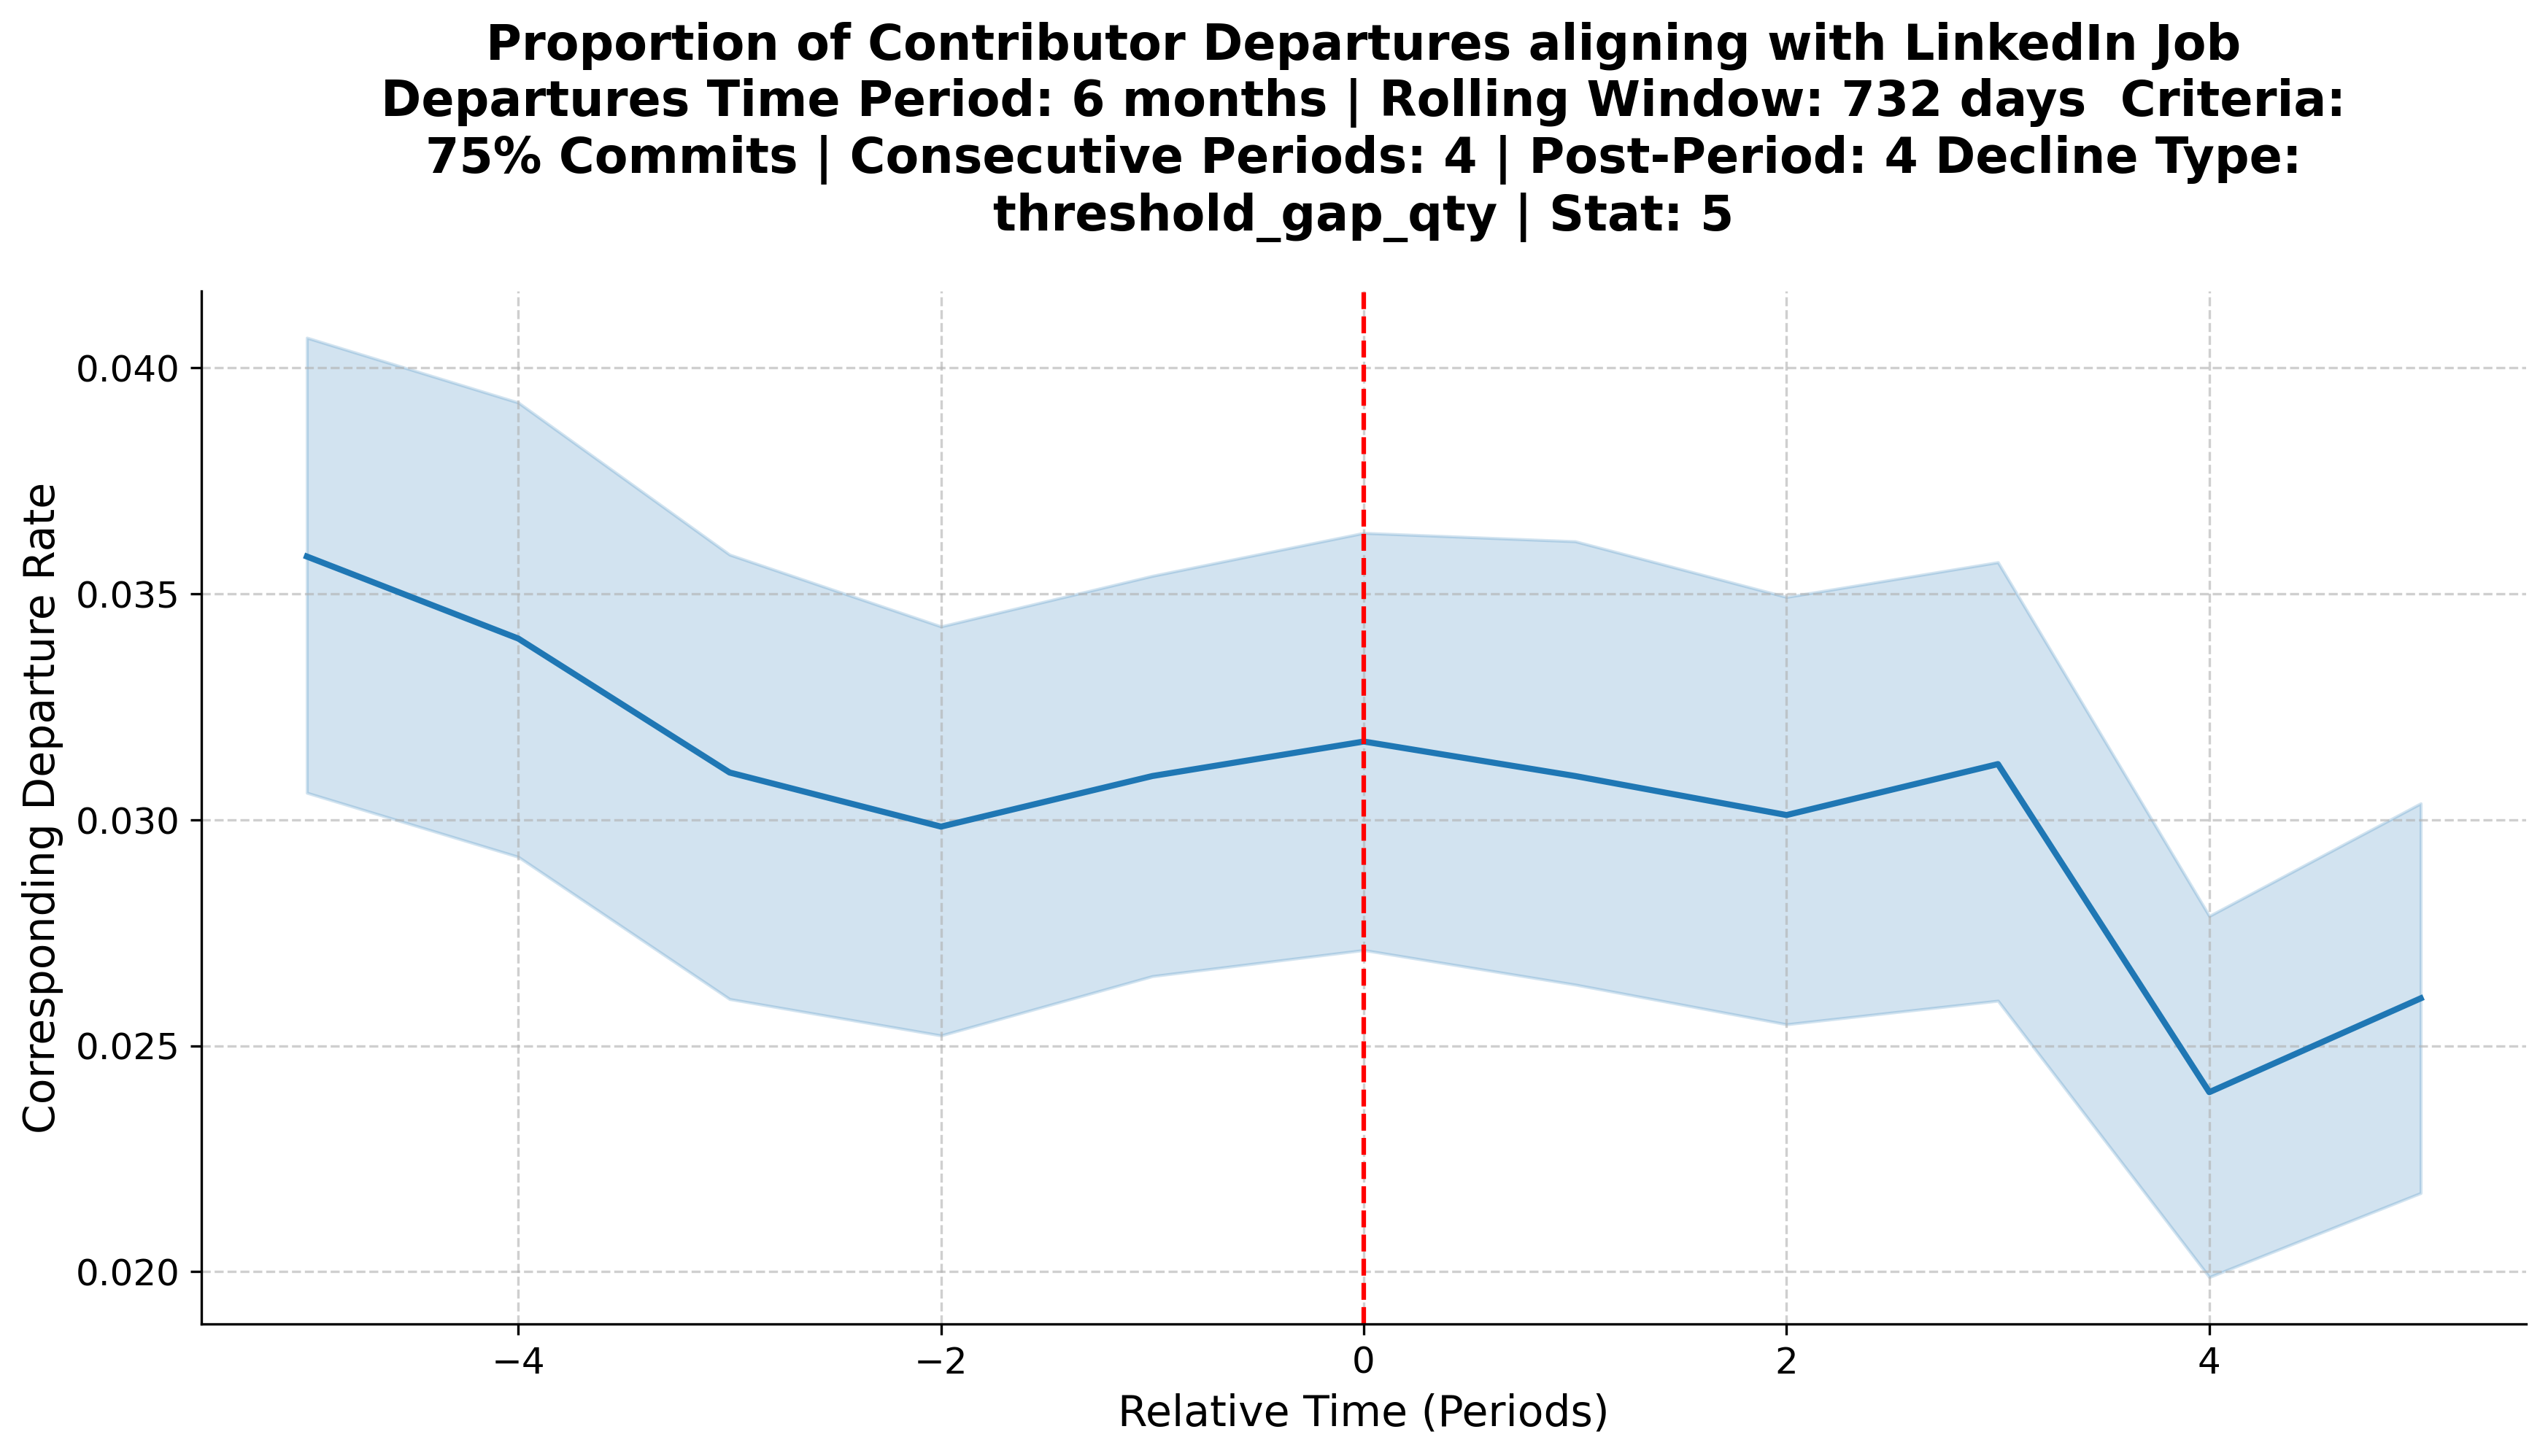 Proportion of Contributor Departures aligning with LinkedIn Job
Departures Time Period: 6 months | Rolling Window: 732 days  Criteria:
75% Commits | Consecutive Periods: 4 | Post-Period: 4 Decline Type:
threshold_gap_qty | Stat: 5
Corresponding Departure Rate
0.040
0.035
0.030
0.025
0.020
−4
−2
0
2
4
Relative Time (Periods)